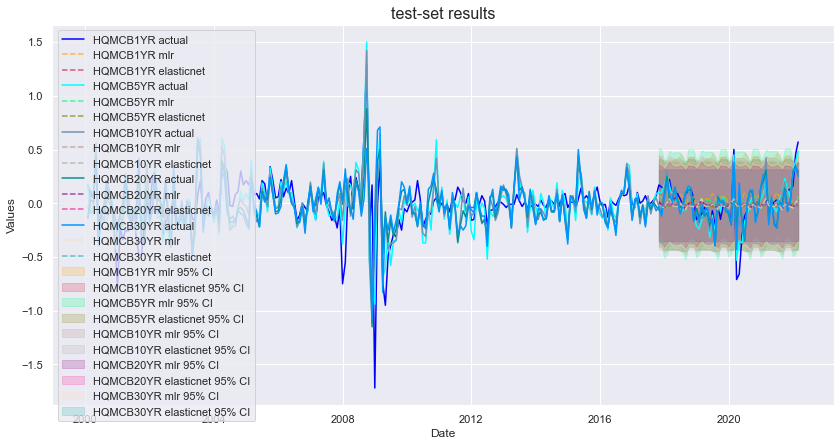 test-set results
1.5
1.0
0.5
0.0
−0.5
−1.0
−1.5
Values
HQMCB1YR actual
HQMCB1YR mlr
HQMCB1YR elasticnet
HQMCB5YR actual
HQMCB5YR mlr
HQMCB5YR elasticnet
HQMCB10YR actual
HQMCB10YR mlr
HQMCB10YR elasticnet
HQMCB20YR actual
HQMCB20YR mlr
HQMCB20YR elasticnet
HQMCB30YR actual
HQMCB30YR mlr
HQMCB30YR elasticnet
HQMCB1YR mlr 95% CI
HQMCB1YR elasticnet 95% CI
HQMCB5YR mlr 95% CI
HQMCB5YR elasticnet 95% CI
HQMCB10YR mlr 95% CI
HQMCB10YR elasticnet 95% CI
HQMCB20YR mlr 95% CI
HQMCB20YR elasticnet 95% CI
HQMCB30YR mlr 95% CI
HQMCB30YR elasticnet 95% CI
2000 2004 2008 2012 2016 2020
Date